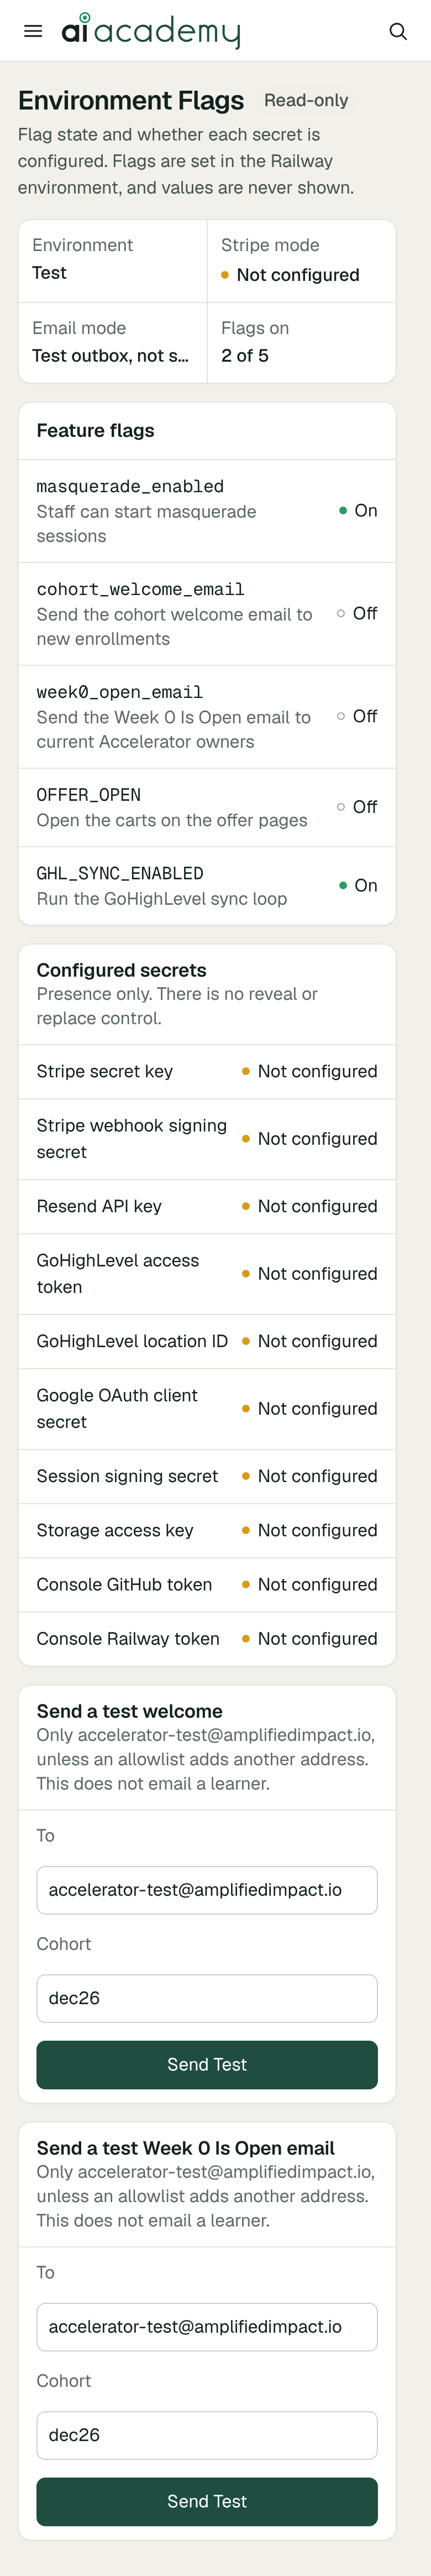 ai academy
Environment Flags Read-only
Flag state and whether each secret is
configured. Flags are set in the Railway
environment, and values are never shown.
Environment
Test
Stripe mode
Not configured
Email mode
Test outbox, not s...
Flags on
2 of 5
Feature flags
masquerade_enabled
Staff can start masquerade
sessions
On
cohort_welcome_email
Send the cohort welcome email to
new enrollments
Off
week0_open_email
Send the Week 0 Is Open email to
current Accelerator owners
Off
OFFER_OPEN
Open the carts on the offer pages
Off
GHL_SYNC_ENABLED
Run the GoHighLevel sync loop
On
Configured secrets
Presence only. There is no reveal or
replace control.
Stripe secret key Not configured
Stripe webhook signing
secret
Not configured
Resend API key Not configured
GoHighLevel access
token
Not configured
GoHighLevel location ID Not configured
Google OAuth client
secret
Not configured
Session signing secret Not configured
Storage access key Not configured
Console GitHub token Not configured
Console Railway token Not configured
Send a test welcome
Only accelerator-test@amplifiedimpact.io,
unless an allowlist adds another address.
This does not email a learner.
To
accelerator-test@amplifiedimpact.io
Cohort
dec26
Send Test
Send a test Week 0 Is Open email
Only accelerator-test@amplifiedimpact.io,
unless an allowlist adds another address.
This does not email a learner.
To
accelerator-test@amplifiedimpact.io
Cohort
dec26
Send Test